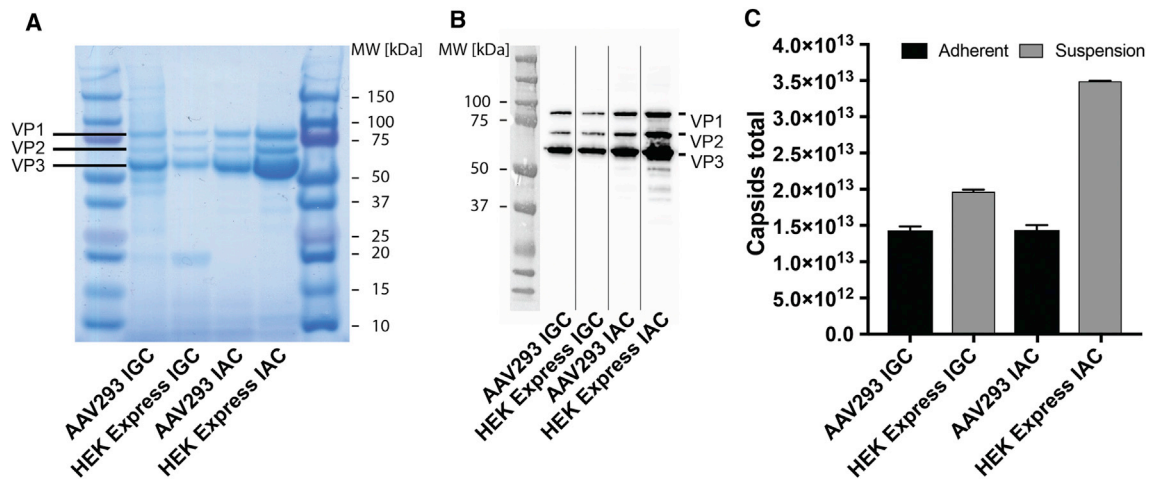 A
MW [kDa]
VP1
VP2
VP3
150
100
75
50
37
25
20
15
10
AAV293 IGC
HEK Express IGC
AAV293 IAC
HEK Express IAC
B
MW [kDa]
100
75
50
37
VP1
VP2
VP3
AAV293 IGC
HEK Express IGC
AAV293 IAC
HEK Express IAC
C
Adherent
Suspension
Capsids total
4.0×10¹³
3.5×10¹³
3.0×10¹³
2.5×10¹³
2.0×10¹³
1.5×10¹³
1.0×10¹³
5.0×10¹²
0.0
AAV293 IGC
HEK Express IGC
AAV293 IAC
HEK Express IAC